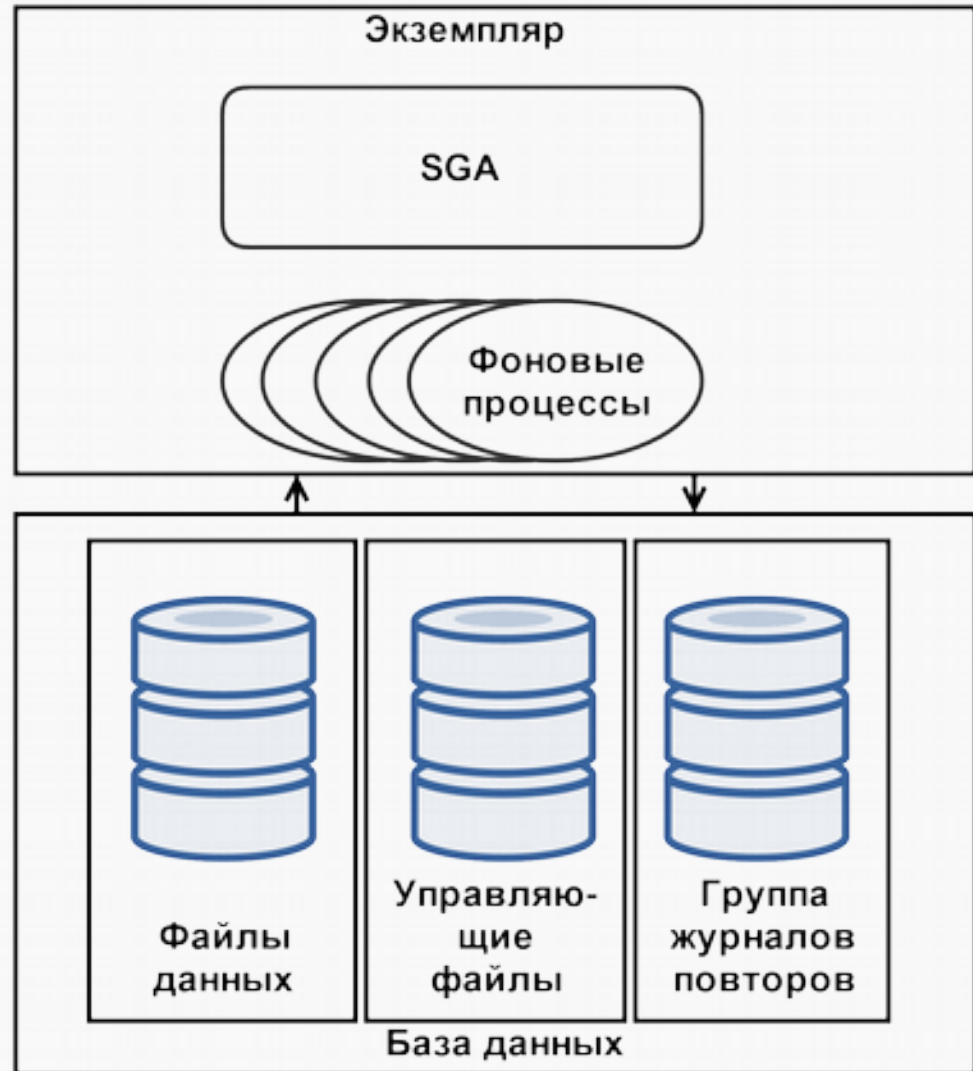 Экземпляр
SGA
Фоновые
процессы
Файлы
данных
Управляю-
щие
файлы
Группа
журналов
повторов
База данных